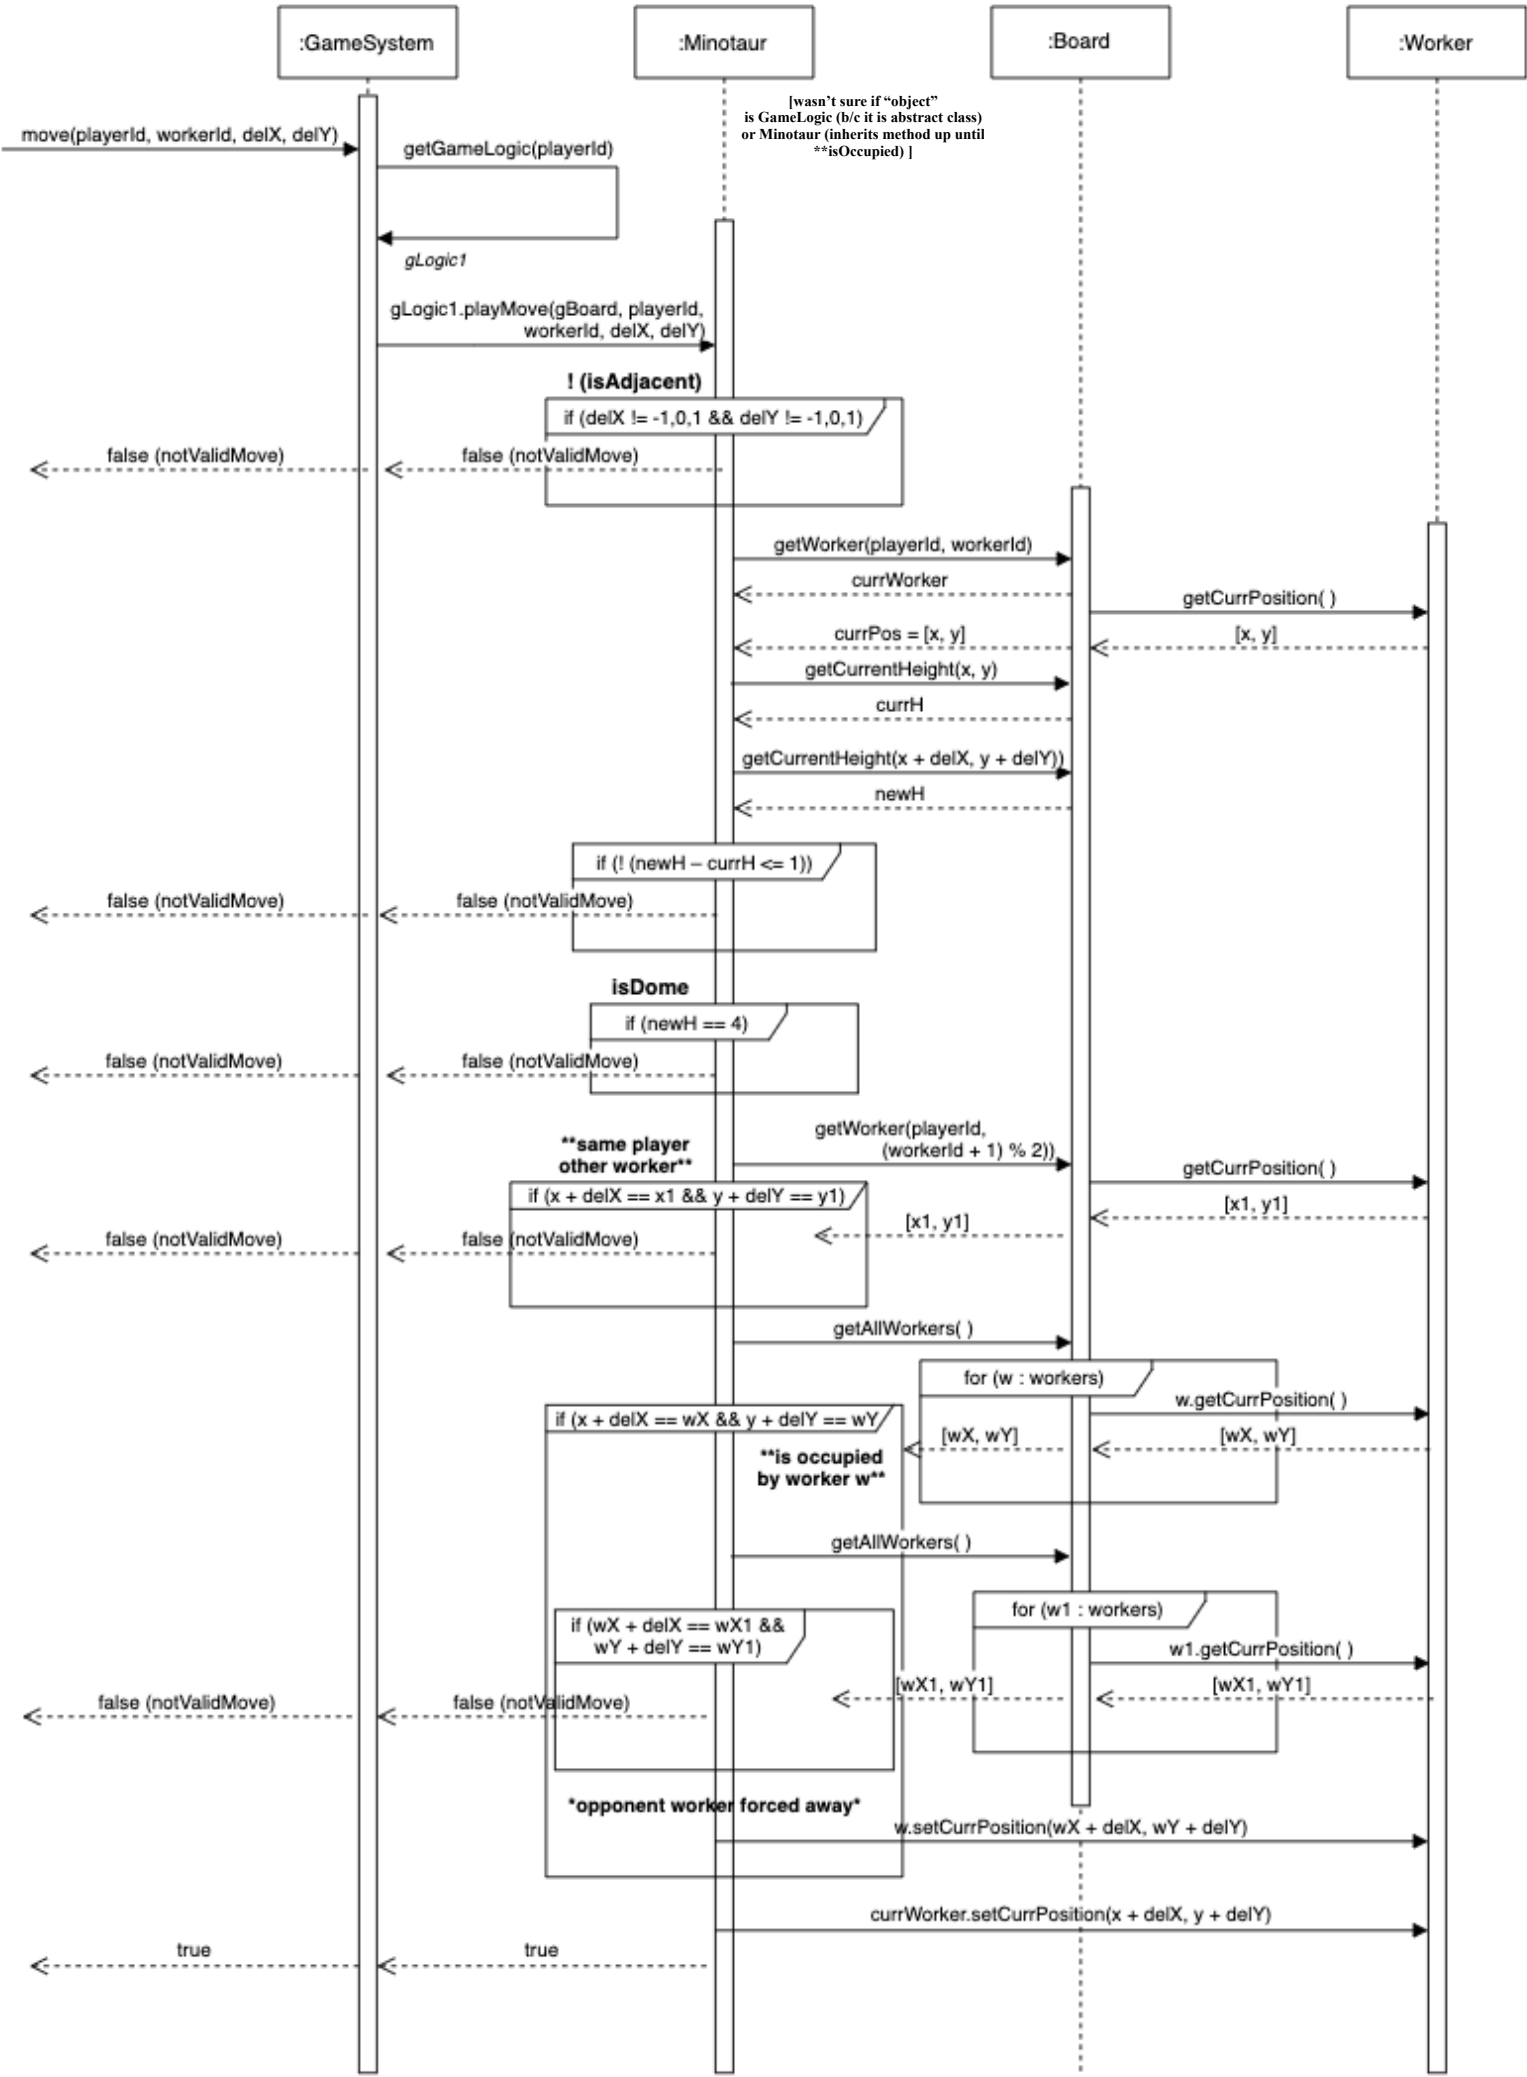 :GameSystem
:Minotaur
:Board
:Worker
[wasn't sure if “object”
is GameLogic (b/c it is abstract class)
or Minotaur (inherits method up until
**isOccupied) ]
move(playerId, workerId, delX, delY)
getGameLogic(playerId)
gLogic1
gLogic1.playMove(gBoard, playerId,
workerId, delX, delY)
! (isAdjacent)
if (delX != -1,0,1 && delY != -1,0,1)
false (notValidMove)
false (notValidMove)
getWorker(playerId, workerId)
currWorker
getCurrPosition( )
currPos = [x, y]
[x, y]
getCurrentHeight(x, y)
currH
getCurrentHeight(x + delX, y + delY))
newH
if (! (newH – currH <= 1))
false (notValidMove)
false (notValidMove)
isDome
if (newH == 4)
false (notValidMove)
false (notValidMove)
getWorker(playerId,
(workerId + 1) % 2))
**same player
other worker**
getCurrPosition( )
if (x + delX == x1 && y + delY == y1)
[x1, y1]
[x1, y1]
false (notValidMove)
false (notValidMove)
getAllWorkers( )
for (w : workers)
w.getCurrPosition( )
if (x + delX == wX && y + delY == wY
[wX, wY]
[wX, wY]
**is occupied
by worker w**
getAllWorkers( )
for (w1 : workers)
if (wX + delX == wX1 &&
wY + delY == wY1)
w1.getCurrPosition( )
[wX1, wY1]
[wX1, wY1]
false (notValidMove)
false (notValidMove)
*opponent worker forced away*
w.setCurrPosition(wX + delX, wY + delY)
currWorker.setCurrPosition(x + delX, y + delY)
true
true